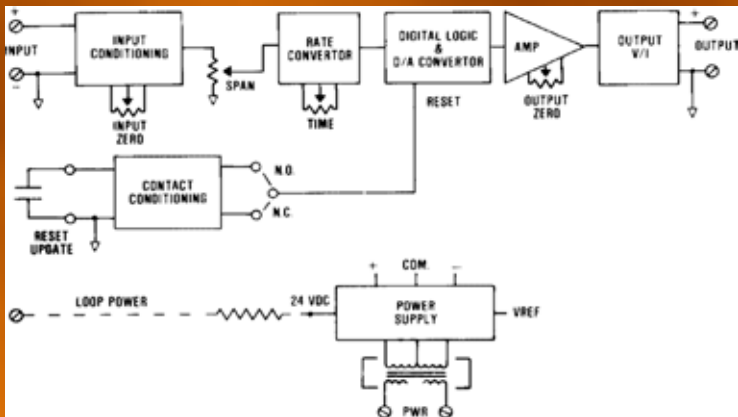 +
INPUT
−
INPUT
CONDITIONING
INPUT
ZERO
SPAN
RATE
CONVERTOR
TIME
DIGITAL LOGIC
&
D/A CONVERTOR
RESET
AMP
OUTPUT
ZERO
OUTPUT
V/I
+
OUTPUT
−
CONTACT
CONDITIONING
N.O.
N.C.
RESET
UPGATE
LOOP POWER
24 VDC
+ COM. −
POWER
SUPPLY
VREF
PWR